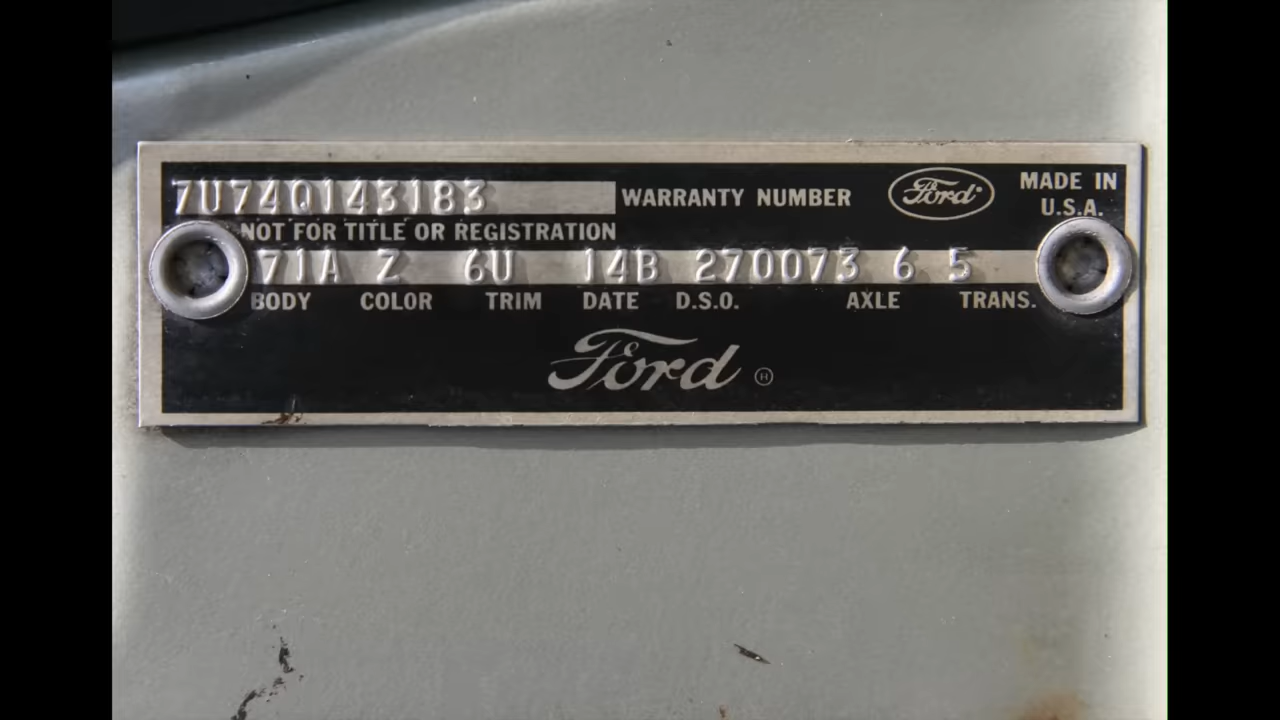 7U74Q143183 WARRANTY NUMBER Ford MADE IN
U.S.A.
NOT FOR TITLE OR REGISTRATION
71A Z 6U 14B 270073 6 5
BODY COLOR TRIM DATE D.S.O. AXLE TRANS.
Ford ®